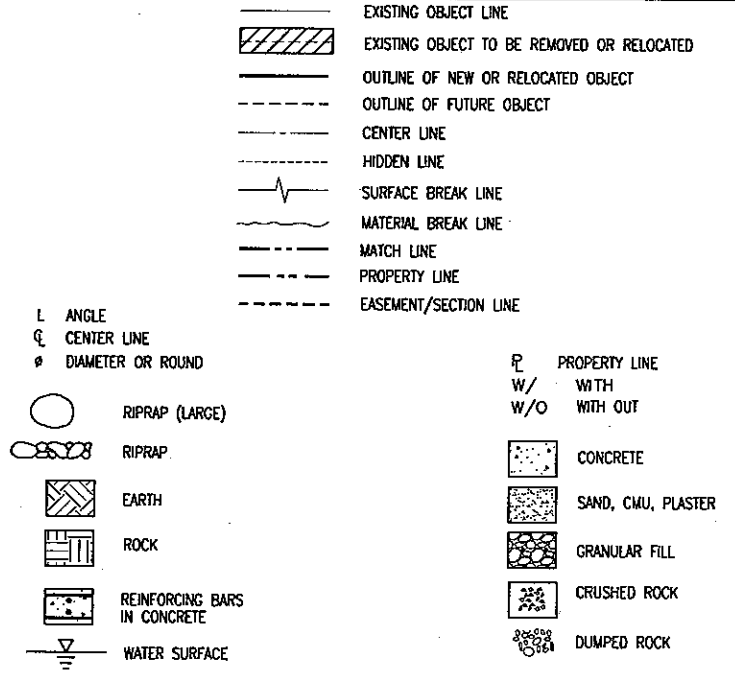 EXISTING OBJECT LINE
EXISTING OBJECT TO BE REMOVED OR RELOCATED
OUTLINE OF NEW OR RELOCATED OBJECT
OUTLINE OF FUTURE OBJECT
CENTER LINE
HIDDEN LINE
SURFACE BREAK LINE
MATERIAL BREAK LINE
MATCH LINE
PROPERTY LINE
EASEMENT/SECTION LINE
L ANGLE
℄ CENTER LINE
ø DIAMETER OR ROUND
RIPRAP (LARGE)
RIPRAP
EARTH
ROCK
REINFORCING BARS
IN CONCRETE
WATER SURFACE
⅊ PROPERTY LINE
W/ WITH
W/O WITH OUT
CONCRETE
SAND, CMU, PLASTER
GRANULAR FILL
CRUSHED ROCK
DUMPED ROCK